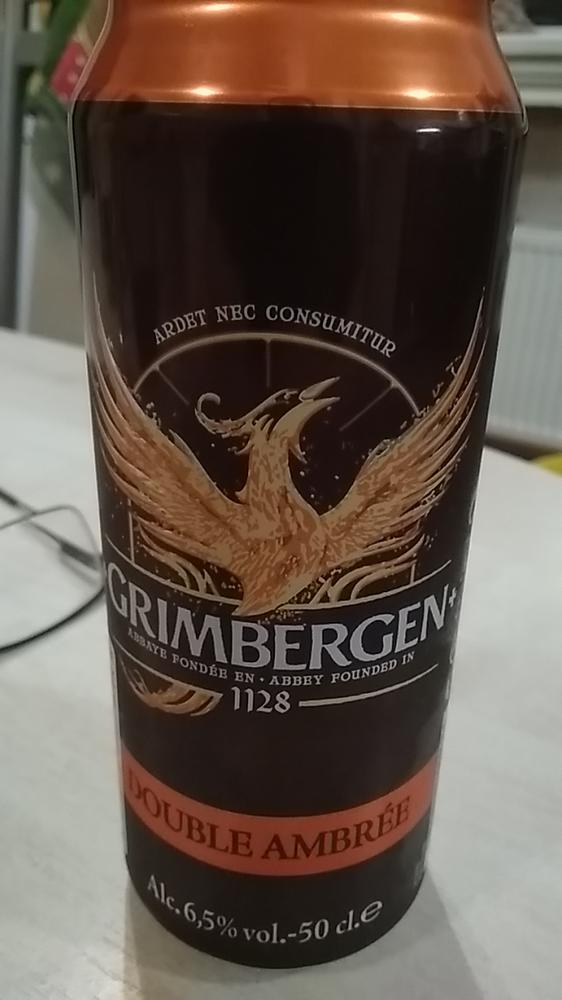 ARDET NEC CONSUMITUR
GRIMBERGEN
ABBAYE FONDÉE EN · ABBEY FOUNDED IN
1128
DOUBLE AMBRÉE
Alc. 6,5% vol.-50 cl.e